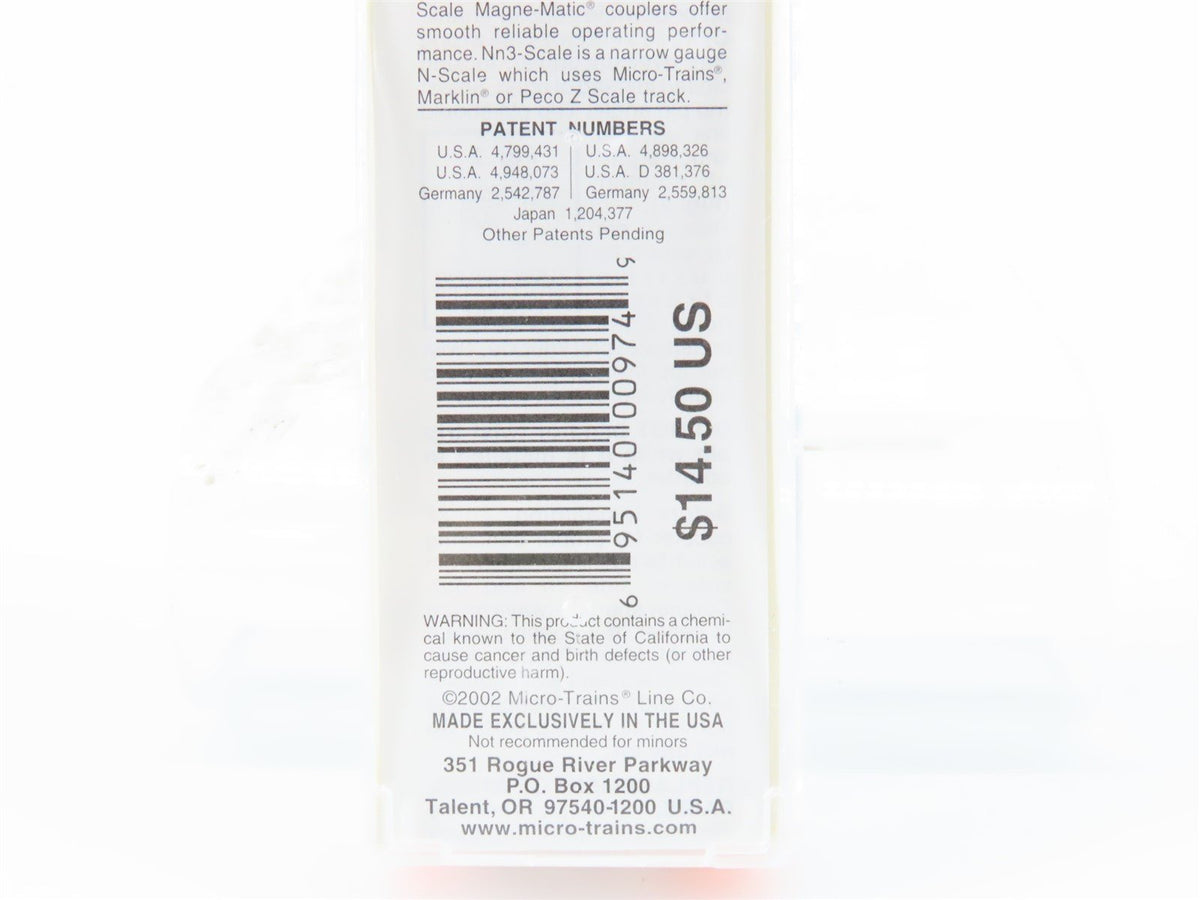 Scale Magne-Matic® couplers offer
smooth reliable operating perfor-
mance. Nn3-Scale is a narrow gauge
N-Scale which uses Micro-Trains®,
Marklin® or Peco Z Scale track.
PATENT NUMBERS
U.S.A. 4,799,431 | U.S.A. 4,898,326
U.S.A. 4,948,073 | U.S.A. D 381,376
Germany 2,542,787 | Germany 2,559,813
Japan 1,204,377
Other Patents Pending
6 95140 00974 5
$14.50 US
WARNING: This product contains a chemi-
cal known to the State of California to
cause cancer and birth defects (or other
reproductive harm).
©2002 Micro-Trains® Line Co.
MADE EXCLUSIVELY IN THE USA
Not recommended for minors
351 Rogue River Parkway
P.O. Box 1200
Talent, OR 97540-1200 U.S.A.
www.micro-trains.com